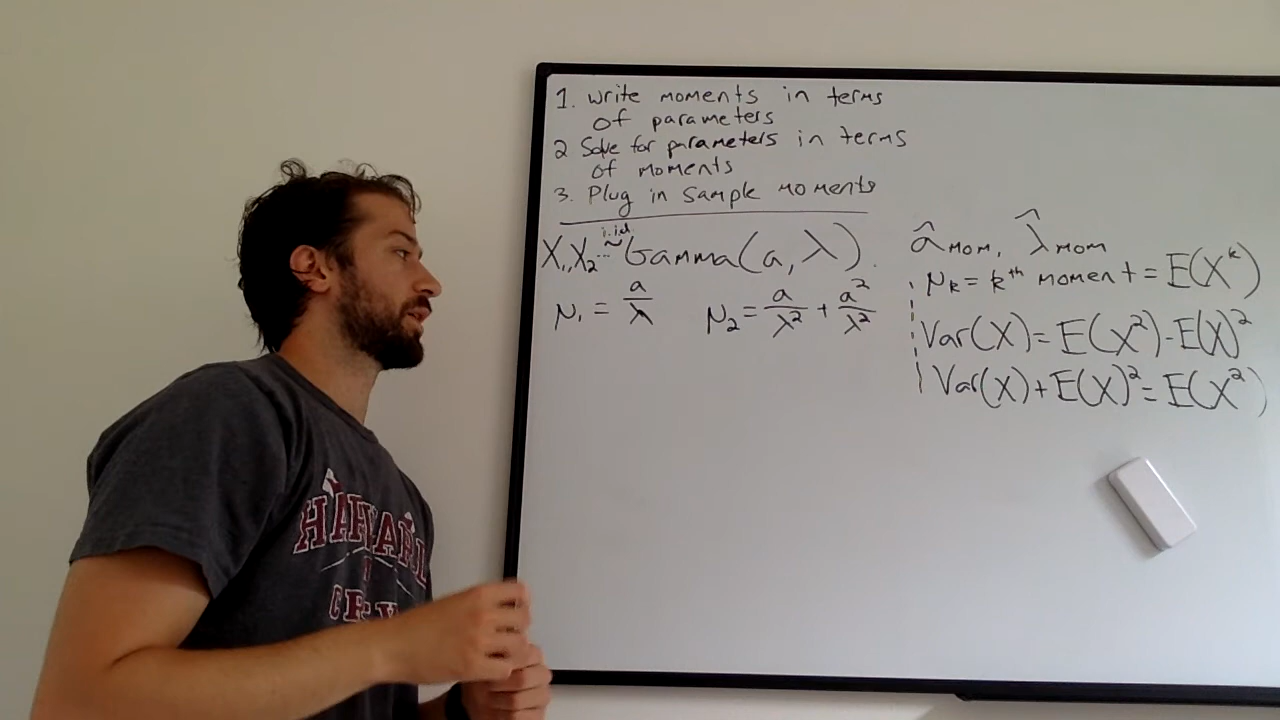 1. Write moments in terms
of parameters
2 Solve for parameters in terms
of moments
3. Plug in sample moments
X₁, X₂ ... i.i.d. ~ Gamma(a, λ).
μ₁ = a/λ μ₂ = a/λ² + a²/λ²
â MOM, λ̂ MOM
μₖ = kᵗʰ moment = E(Xᵏ)
Var(X) = E(X²) - E(X)²
Var(X) + E(X)² = E(X²)
HARVARD